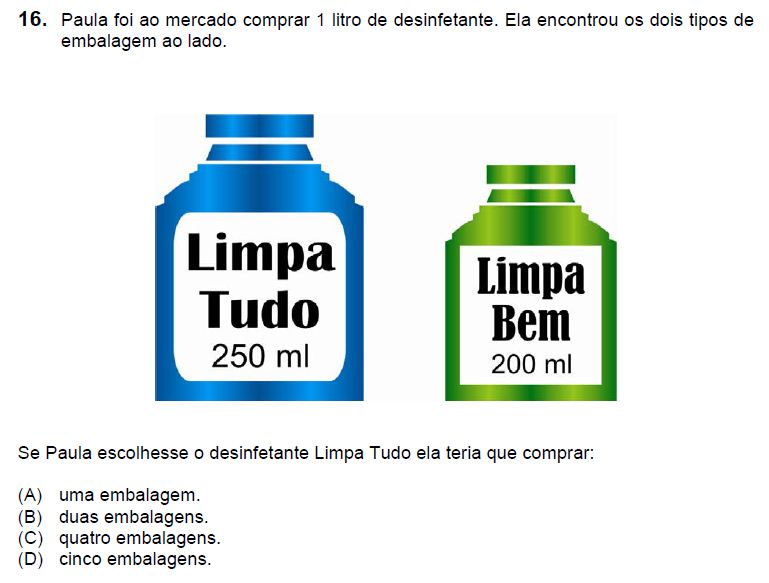 16. Paula foi ao mercado comprar 1 litro de desinfetante. Ela encontrou os dois tipos de
embalagem ao lado.
Limpa
Tudo
250 ml
Limpa
Bem
200 ml
Se Paula escolhesse o desinfetante Limpa Tudo ela teria que comprar:
(A) uma embalagem.
(B) duas embalagens.
(C) quatro embalagens.
(D) cinco embalagens.